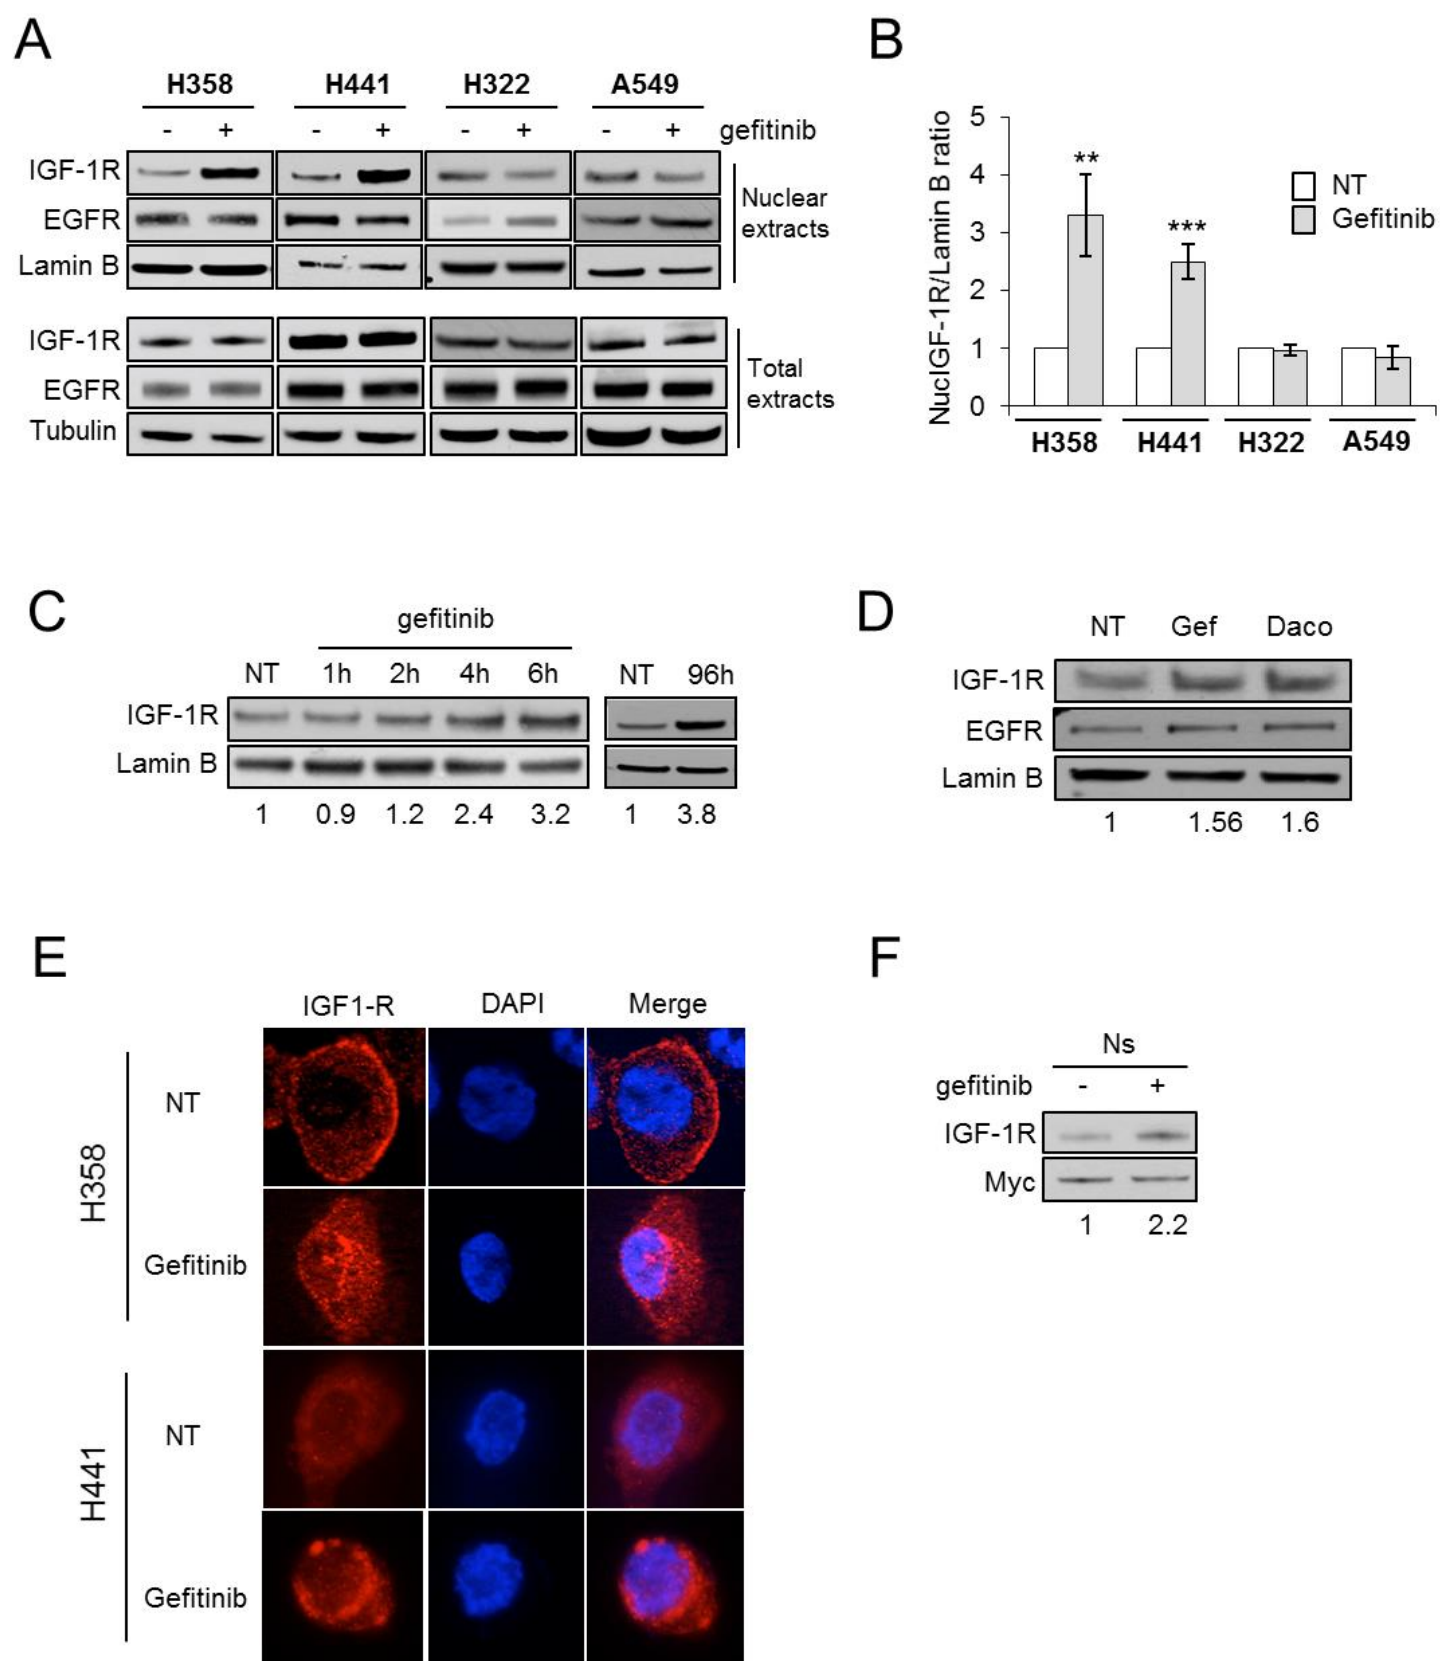 A
H358 H441 H322 A549
- + - + - + - + gefitinib
IGF-1R
EGFR
Lamin B
Nuclear
extracts
IGF-1R
EGFR
Tubulin
Total
extracts
B
NucIGF-1R/Lamin B ratio
5
4
3
2
1
0
**
***
NT
Gefitinib
H358 H441 H322 A549
C
gefitinib
NT 1h 2h 4h 6h NT 96h
IGF-1R
Lamin B
1 0.9 1.2 2.4 3.2 1 3.8
D
NT Gef Daco
IGF-1R
EGFR
Lamin B
1 1.56 1.6
E
IGF1-R DAPI Merge
H358
NT
Gefitinib
H441
NT
Gefitinib
F
Ns
gefitinib - +
IGF-1R
Myc
1 2.2